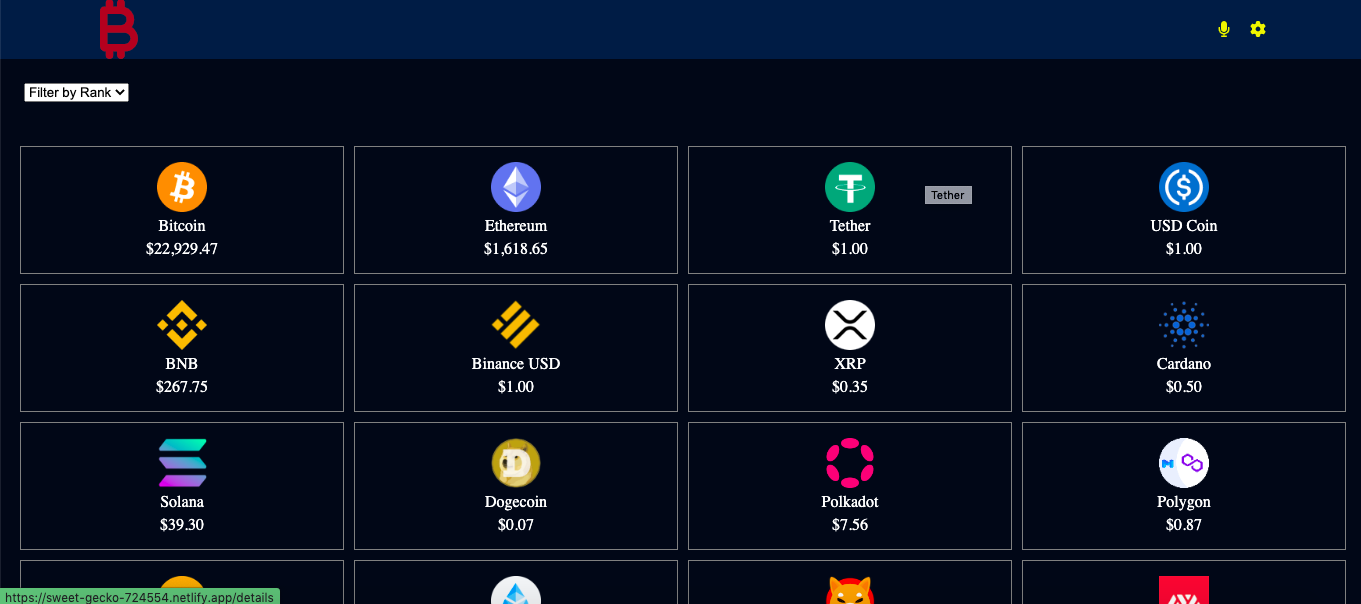 Filter by Rank
Tether
Bitcoin
$22,929.47
Ethereum
$1,618.65
Tether
$1.00
USD Coin
$1.00
BNB
$267.75
Binance USD
$1.00
XRP
$0.35
Cardano
$0.50
Solana
$39.30
Dogecoin
$0.07
Polkadot
$7.56
Polygon
$0.87
https://sweet-gecko-724554.netlify.app/details